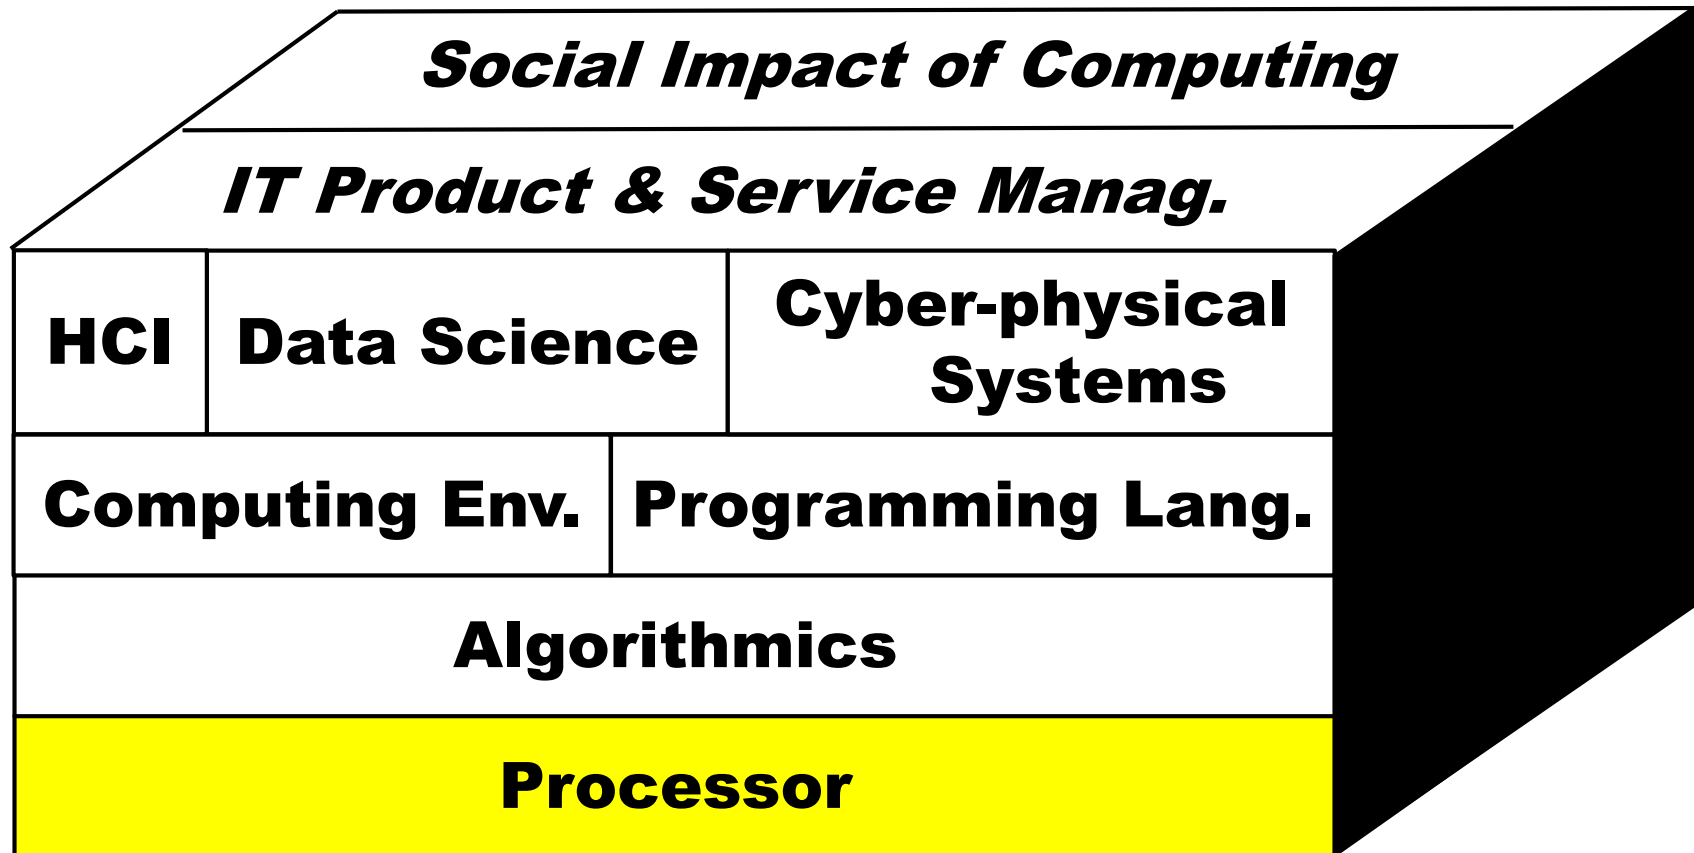 Social Impact of Computing
IT Product & Service Manag.
HCI
Data Science
Cyber-physical
Systems
Computing Env.
Programming Lang.
Algorithmics
Processor